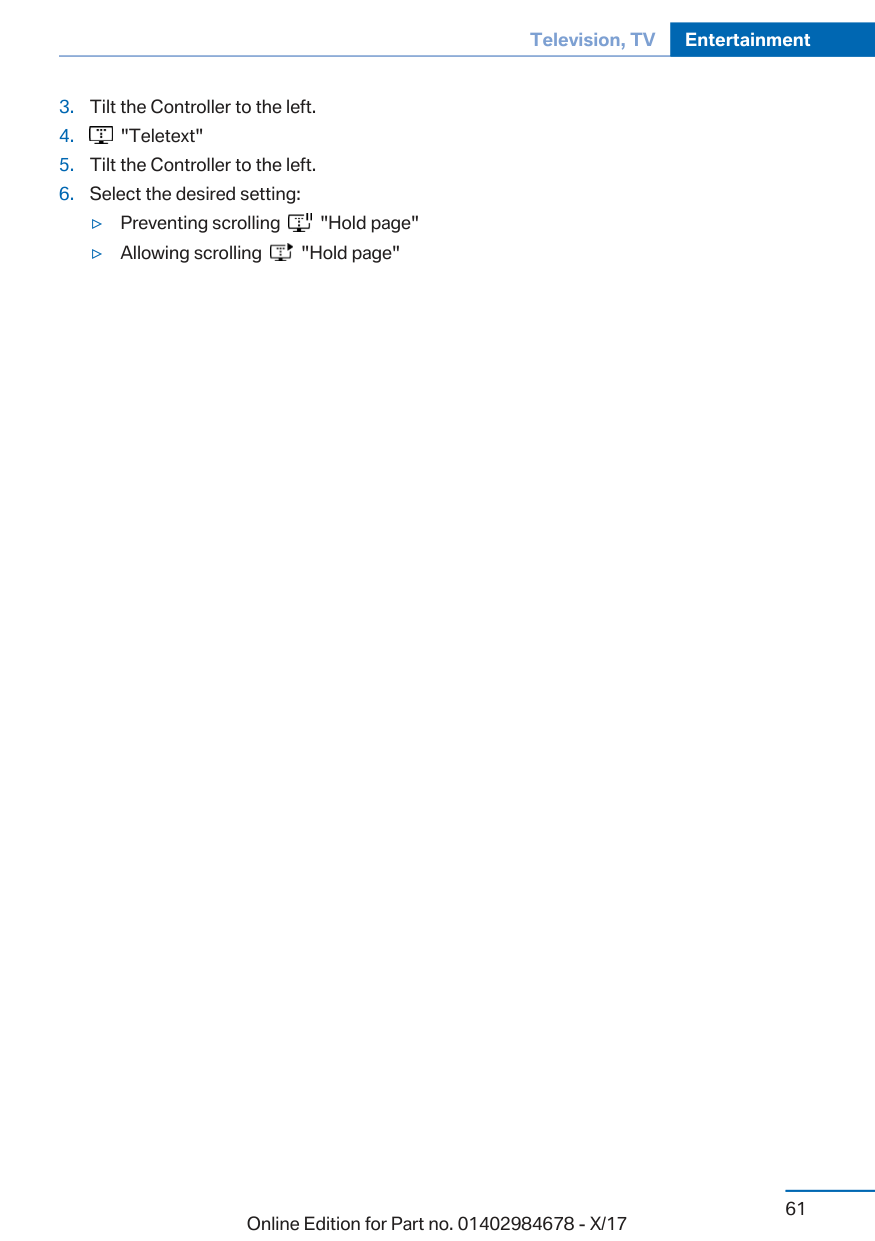 Television, TV Entertainment
3. Tilt the Controller to the left.
4. "Teletext"
5. Tilt the Controller to the left.
6. Select the desired setting:
▷ Preventing scrolling "Hold page"
▷ Allowing scrolling "Hold page"
61
Online Edition for Part no. 01402984678 - X/17